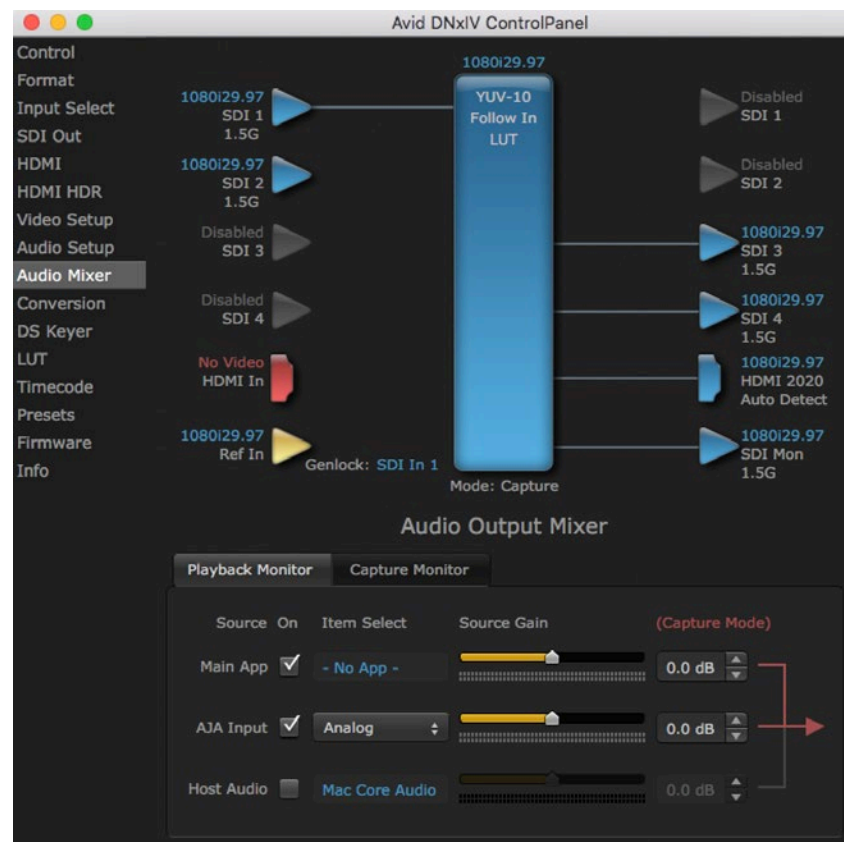 Avid DNxIV ControlPanel
Control
Format
Input Select
SDI Out
HDMI
HDMI HDR
Video Setup
Audio Setup
Audio Mixer
Conversion
DS Keyer
LUT
Timecode
Presets
Firmware
Info
1080i29.97
SDI 1
1.5G
1080i29.97
SDI 2
1.5G
Disabled
SDI 3
Disabled
SDI 4
No Video
HDMI In
1080i29.97
Ref In
Genlock: SDI In 1
1080i29.97
YUV-10
Follow In
LUT
Mode: Capture
Disabled
SDI 1
Disabled
SDI 2
1080i29.97
SDI 3
1.5G
1080i29.97
SDI 4
1.5G
1080i29.97
HDMI 2020
Auto Detect
1080i29.97
SDI Mon
1.5G
Audio Output Mixer
Playback Monitor Capture Monitor
Source On Item Select Source Gain (Capture Mode)
Main App - No App - 0.0 dB
AJA Input Analog 0.0 dB
Host Audio Mac Core Audio 0.0 dB